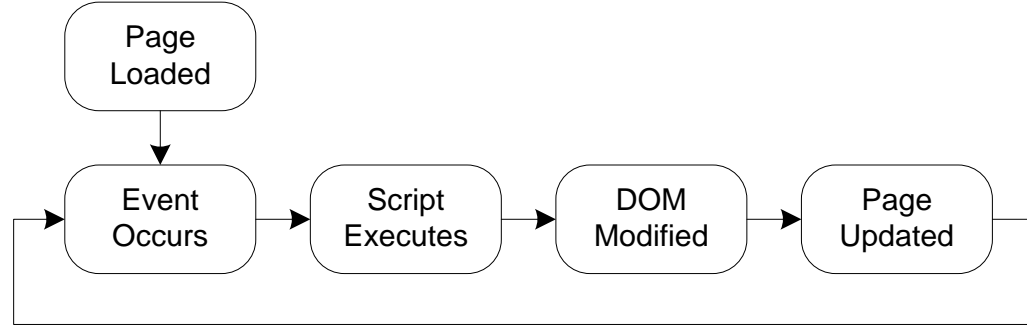 Page
Loaded
Event
Occurs
Script
Executes
DOM
Modified
Page
Updated